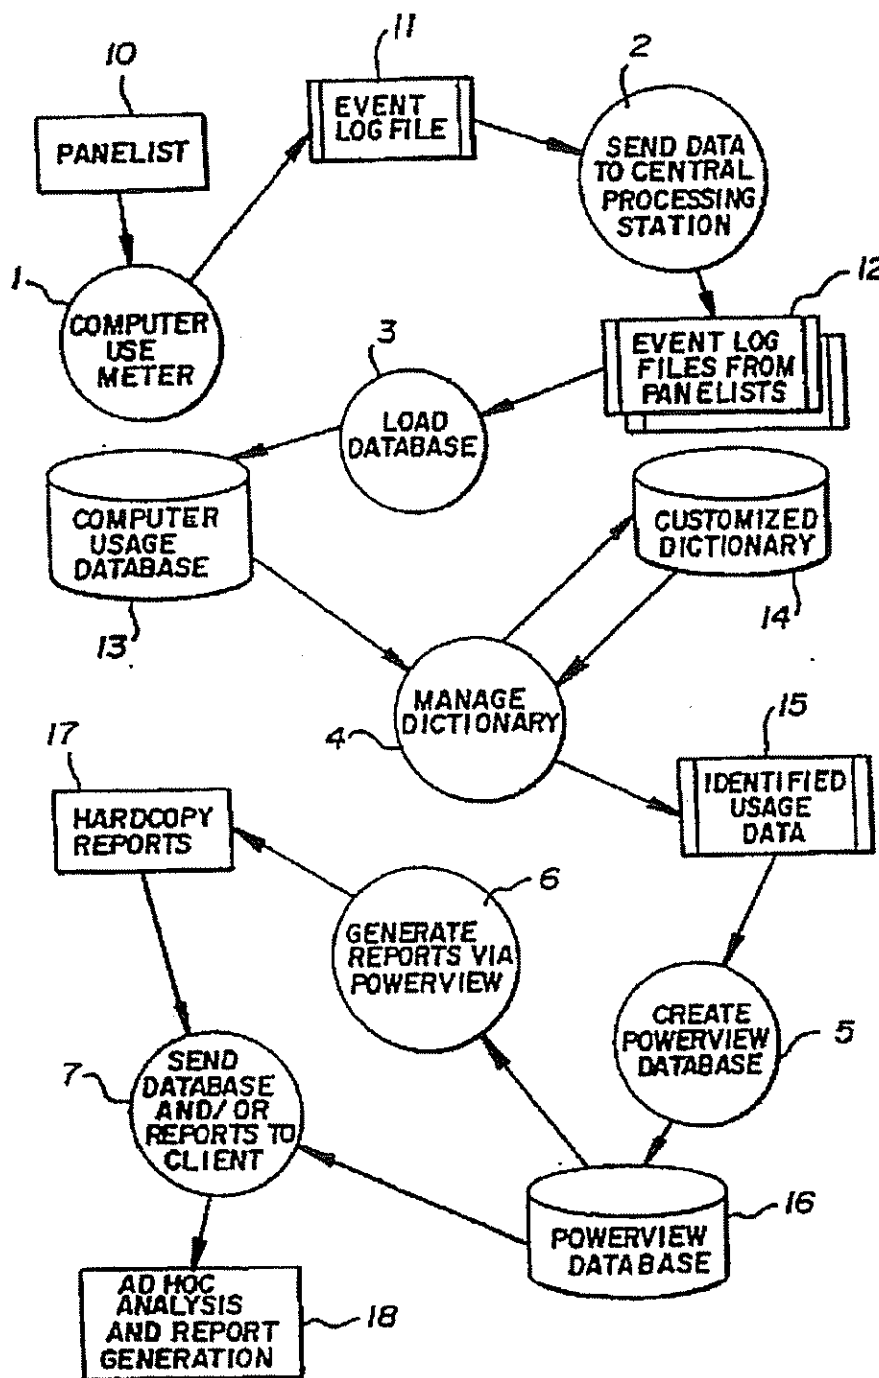 10
PANELIST
11
EVENT
LOG FILE
2
SEND DATA
TO CENTRAL
PROCESSING
STATION
1
COMPUTER
USE
METER
12
EVENT LOG
FILES FROM
PANELISTS
3
LOAD
DATABASE
COMPUTER
USAGE
DATABASE
13
CUSTOMIZED
DICTIONARY
14
MANAGE
DICTIONARY
4
15
IDENTIFIED
USAGE
DATA
17
HARDCOPY
REPORTS
6
GENERATE
REPORTS VIA
POWERVIEW
CREATE
POWERVIEW
DATABASE
5
7
SEND
DATABASE
AND/OR
REPORTS TO
CLIENT
POWERVIEW
DATABASE
16
AD HOC
ANALYSIS
AND REPORT
GENERATION
18